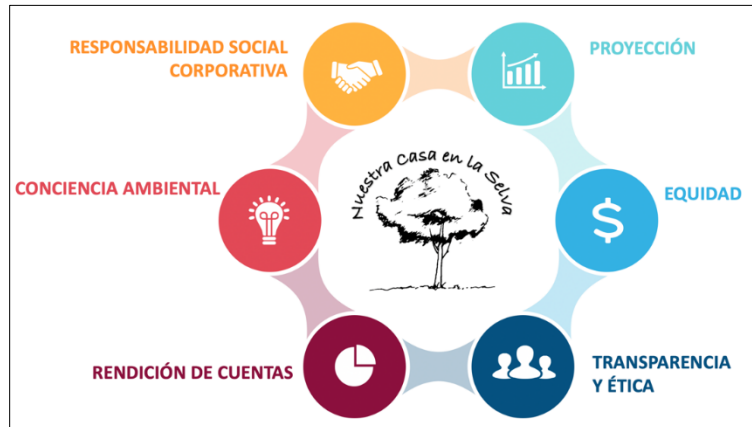 RESPONSABILIDAD SOCIAL
CORPORATIVA
PROYECCIÓN
CONCIENCIA AMBIENTAL
Nuestra Casa en la Selva
EQUIDAD
$
RENDICIÓN DE CUENTAS
TRANSPARENCIA
Y ÉTICA